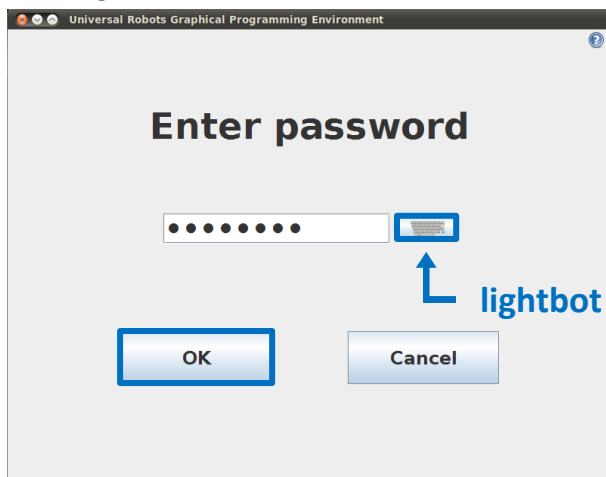 Universal Robots Graphical Programming Environment
Enter password
lightbot
OK
Cancel